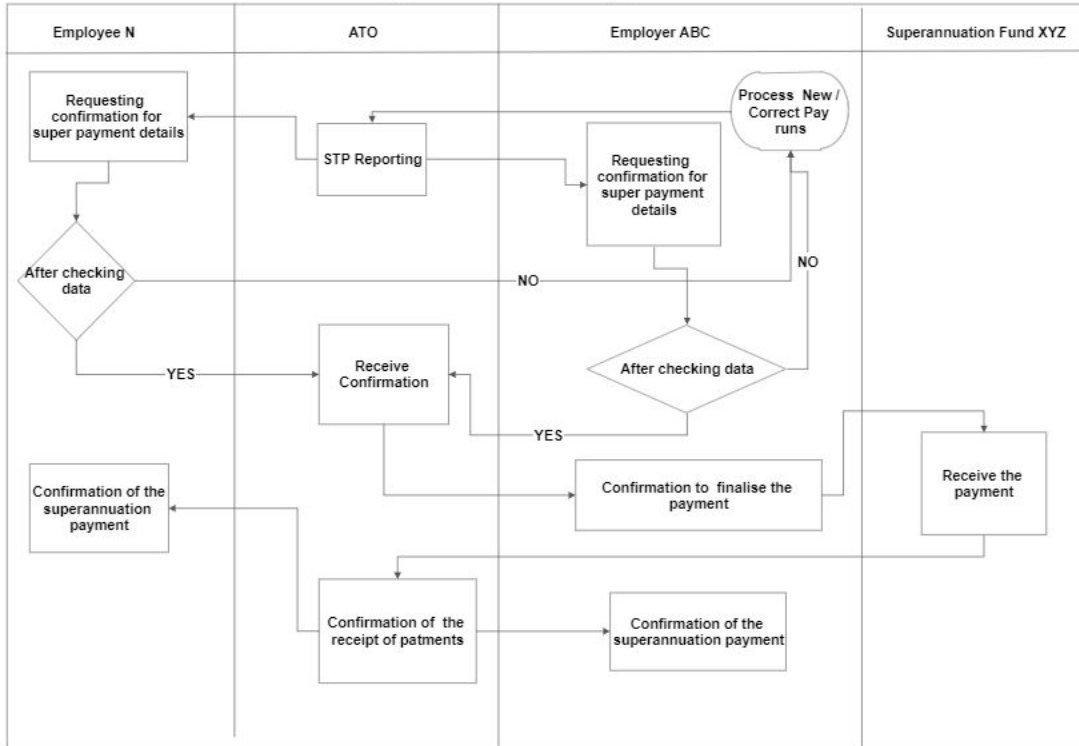 Employee N
ATO
Employer ABC
Superannuation Fund XYZ
Requesting
confirmation for
super payment details
STP Reporting
Process New /
Correct Pay
runs
Requesting
confirmation for
super payment
details
After checking
data
NO
NO
After checking data
YES
Receive
Confirmation
YES
Confirmation of the
superannuation
payment
Confirmation to finalise the
payment
Receive the
payment
Confirmation of the
receipt of patments
Confirmation of the
superannuation payment